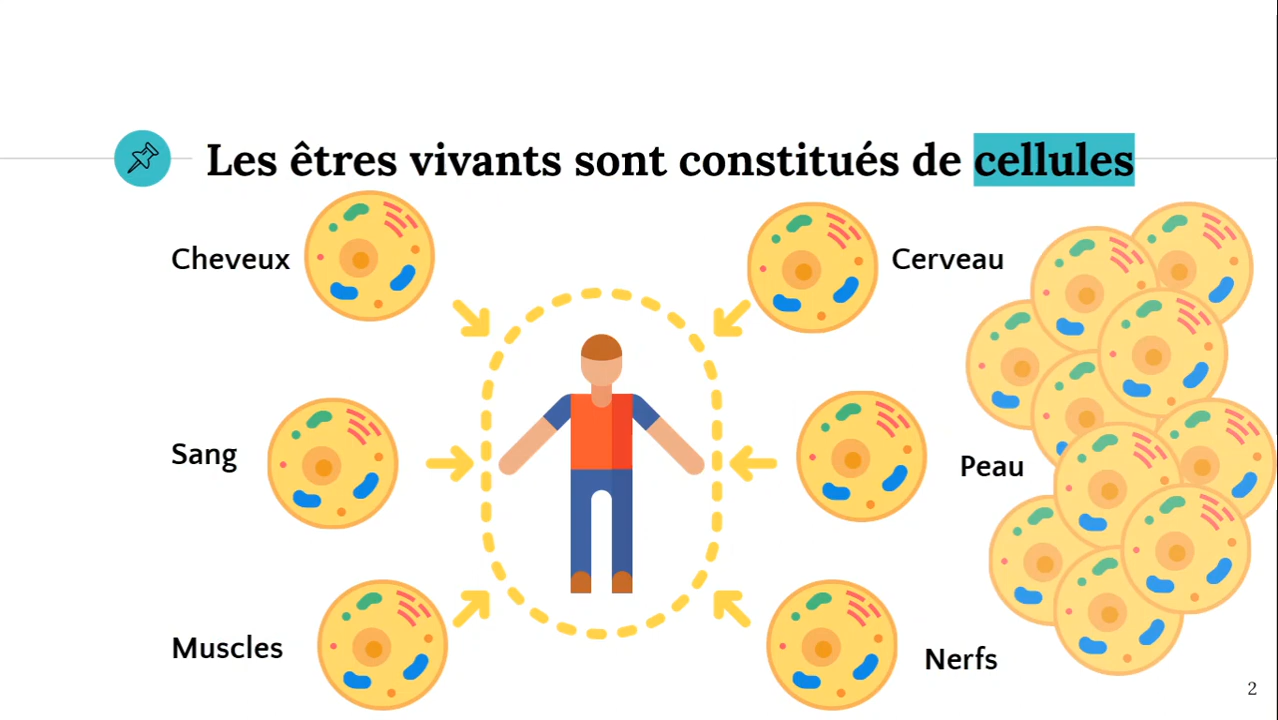 Les êtres vivants sont constitués de cellules
Cheveux
Cerveau
Sang
Peau
Muscles
Nerfs
2